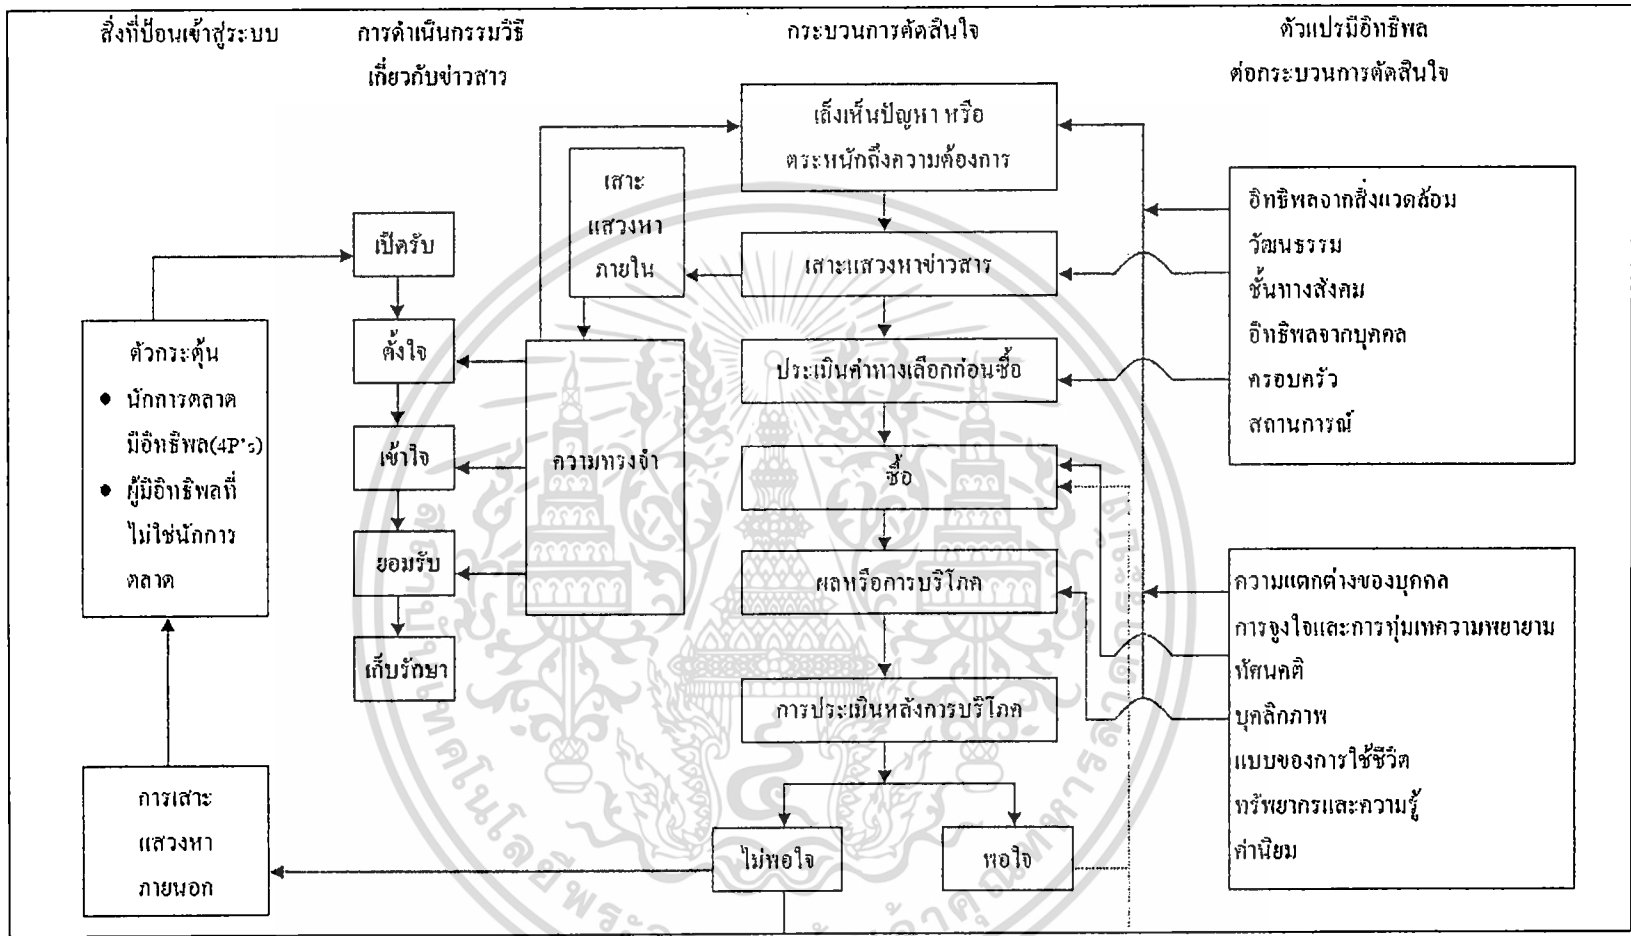 สิ่งที่ป้อนเข้าสู่ระบบ
การดำเนินกรรมวิธี
เกี่ยวกับข่าวสาร
กระบวนการตัดสินใจ
ตัวแปรมีอิทธิพล
ต่อกระบวนการตัดสินใจ
ตัวกระตุ้น
● นักการตลาด
มีอิทธิพล(4P's)
● ผู้มีอิทธิพลที่
ไม่ใช่นักการ
ตลาด
การเสาะ
แสวงหา
ภายนอก
เปิดรับ
ตั้งใจ
เข้าใจ
ยอมรับ
เก็บรักษา
เสาะ
แสวงหา
ภายใน
ความทรงจำ
เล็งเห็นปัญหา หรือ
ตระหนักถึงความต้องการ
เสาะแสวงหาข่าวสาร
ประเมินค่าทางเลือกก่อนซื้อ
ซื้อ
ผลหรือการบริโภค
การประเมินหลังการบริโภค
ไม่พอใจ
พอใจ
อิทธิพลจากสิ่งแวดล้อม
วัฒนธรรม
ชั้นทางสังคม
อิทธิพลจากบุคคล
ครอบครัว
สถานการณ์
ความแตกต่างของบุคคล
การจูงใจและการทุ่มเทความพยายาม
ทัศนคติ
บุคลิกภาพ
แบบของการใช้ชีวิต
ทรัพยากรและความรู้
ค่านิยม